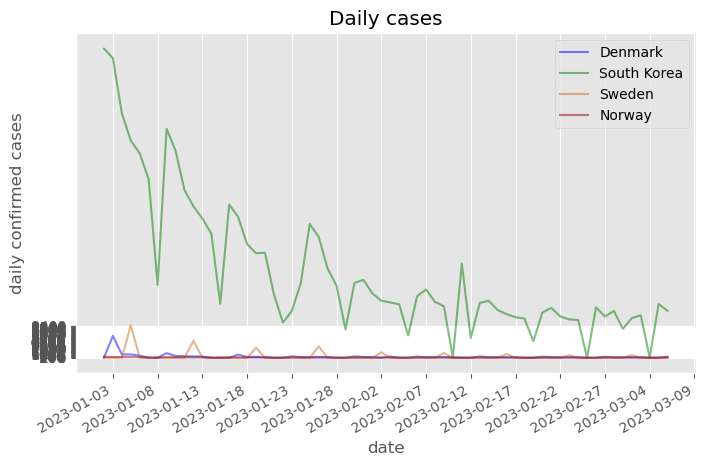 Daily cases
Denmark
South Korea
Sweden
Norway
daily confirmed cases
2023-01-03
2023-01-08
2023-01-13
2023-01-18
2023-01-23
2023-01-28
2023-02-02
2023-02-07
2023-02-12
2023-02-17
2023-02-22
2023-02-27
2023-03-04
2023-03-09
date